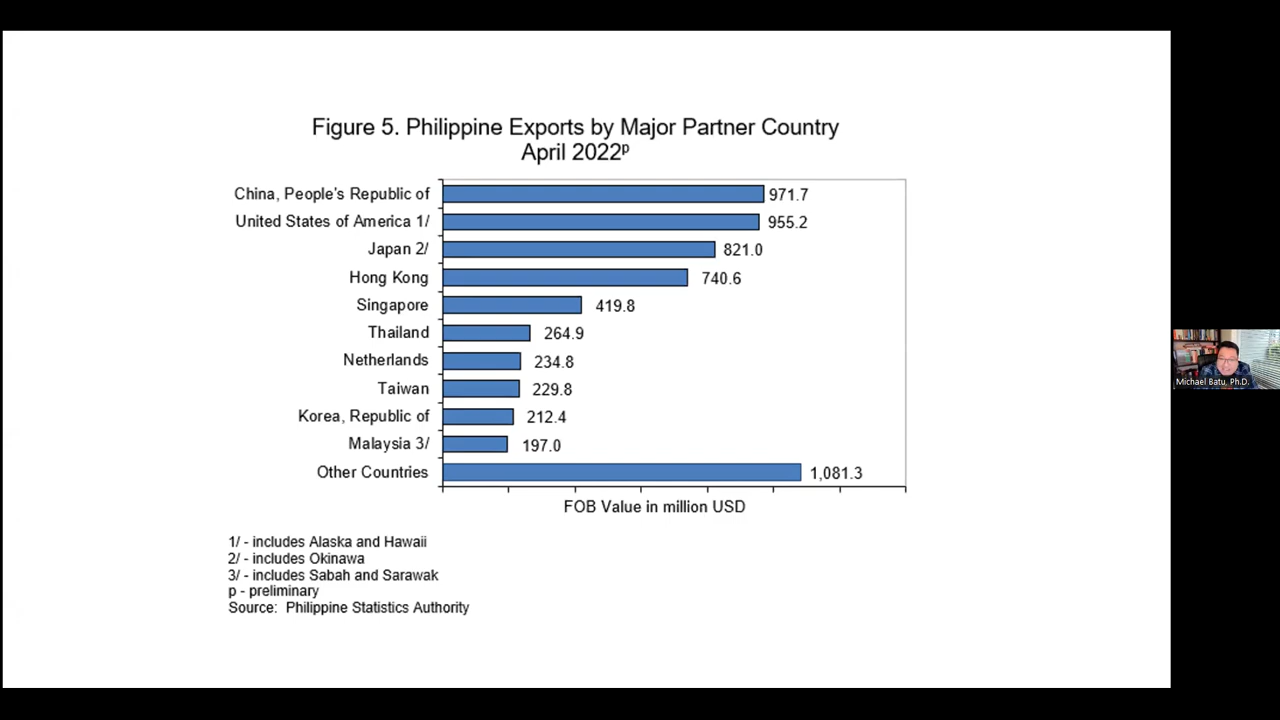 Figure 5. Philippine Exports by Major Partner Country
April 2022ᵖ
China, People's Republic of 971.7
United States of America 1/ 955.2
Japan 2/ 821.0
Hong Kong 740.6
Singapore 419.8
Thailand 264.9
Netherlands 234.8
Taiwan 229.8
Korea, Republic of 212.4
Malaysia 3/ 197.0
Other Countries 1,081.3
FOB Value in million USD
1/ - includes Alaska and Hawaii
2/ - includes Okinawa
3/ - includes Sabah and Sarawak
p - preliminary
Source: Philippine Statistics Authority
Michael Batu, Ph.D.